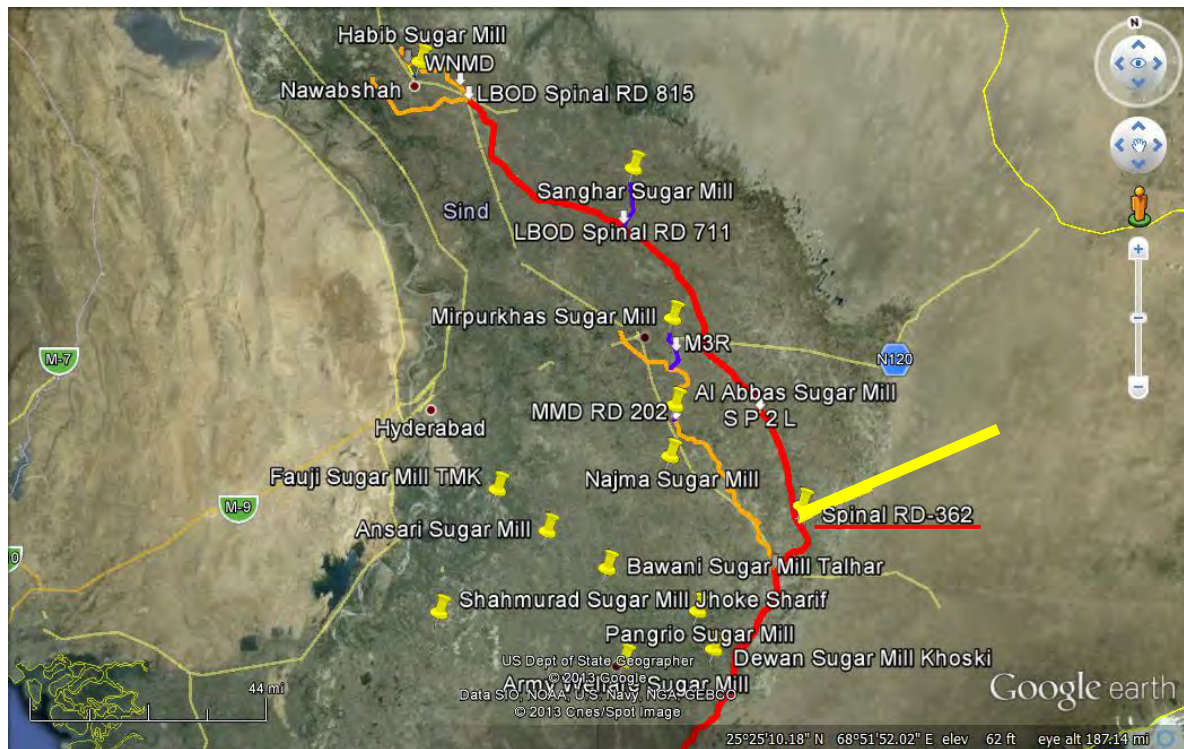 N
Habib Sugar Mill
WNMD
Nawabshah
LBOD Spinal RD 815
Sanghar Sugar Mill
Sind
LBOD Spinal RD 711
Mirpurkhas Sugar Mill
M3R
M-7
N120
Al Abbas Sugar Mill
MMD RD 202
S P 2 L
Hyderabad
Fauji Sugar Mill TMK
Najma Sugar Mill
M-9
Spinal RD-362
Ansari Sugar Mill
Bawani Sugar Mill Talhar
Shahmurad Sugar Mill Jhoke Sharif
Pangrio Sugar Mill
US Dept of State Geographer
Dewan Sugar Mill Khoski
© 2013 Google
Army Welfare Sugar Mill
Data SIO, NOAA, U.S. Navy, NGA, GEBCO
© 2013 Cnes/Spot Image
44 mi
Google earth
25°25'10.18" N 68°51'52.02" E elev 62 ft eye alt 187.14 mi